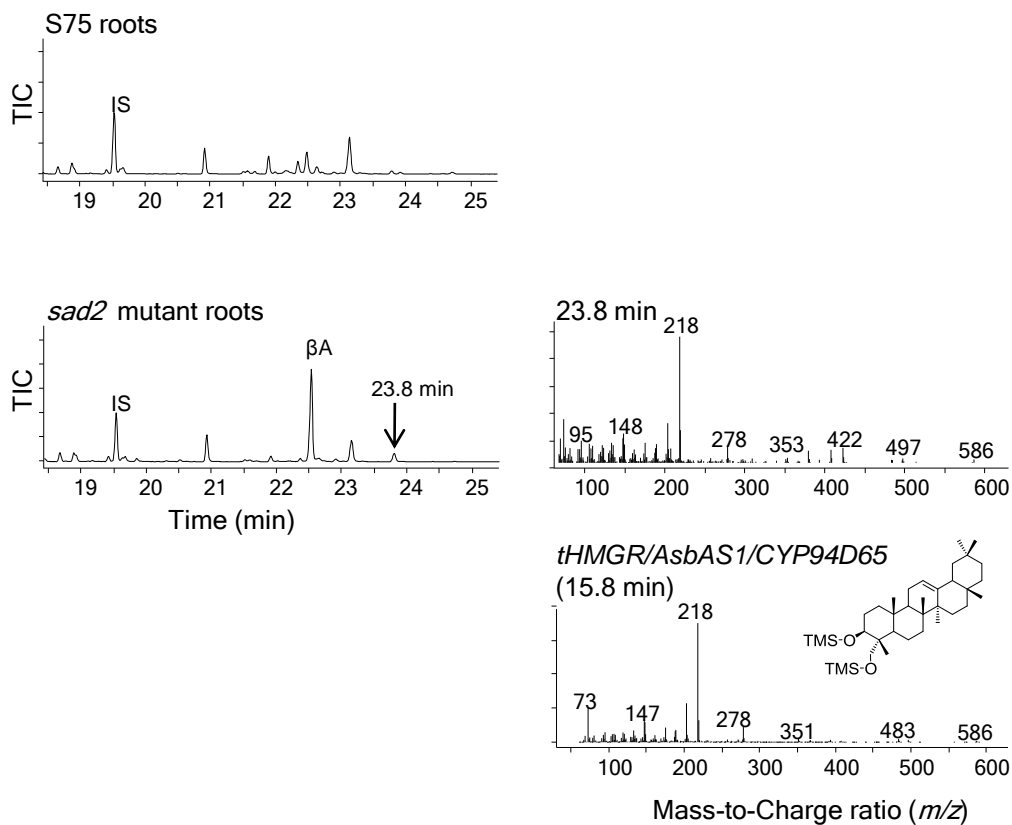 S75 roots
TIC
IS
19 20 21 22 23 24 25
sad2 mutant roots
TIC
IS
βA
23.8 min
19 20 21 22 23 24 25
Time (min)
23.8 min
218
95
148
278
353
422
497
586
100 200 300 400 500 600
tHMGR/AsbAS1/CYP94D65
(15.8 min)
218
73
147
278
351
483
586
TMS-O
TMS-O
100 200 300 400 500 600
Mass-to-Charge ratio (m/z)